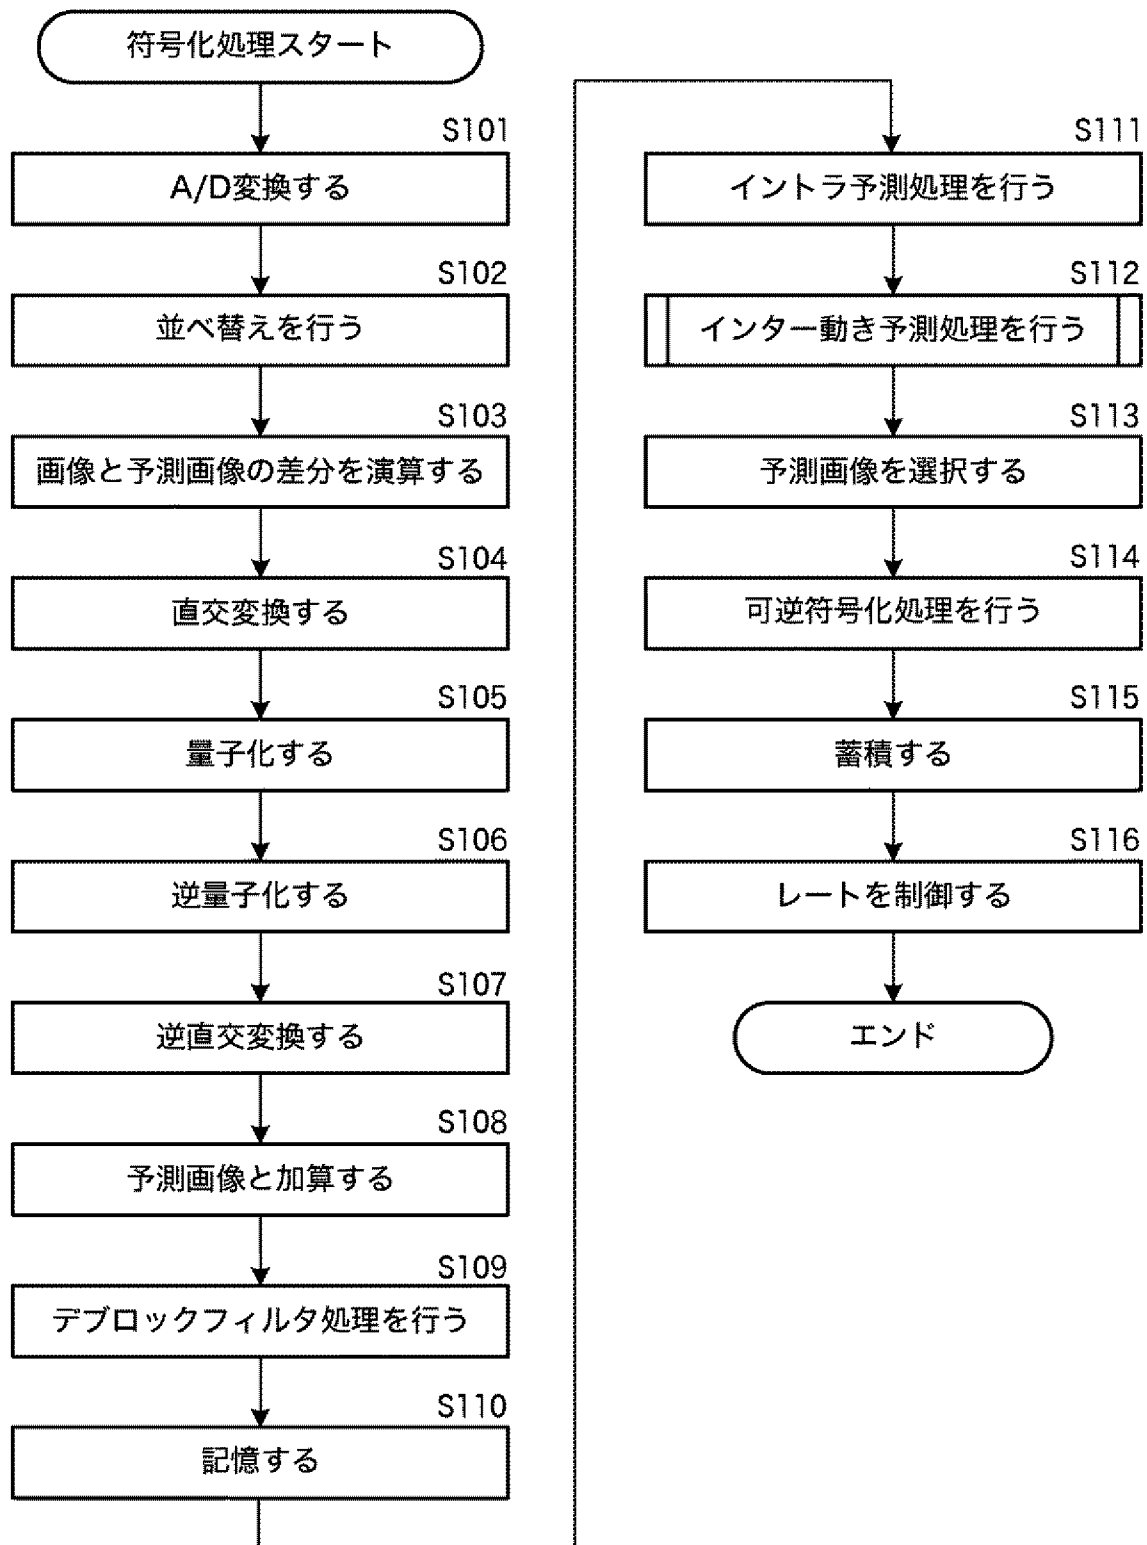 符号化処理スタート
S101
A/D変換する
S102
並べ替えを行う
S103
画像と予測画像の差分を演算する
S104
直交変換する
S105
量子化する
S106
逆量子化する
S107
逆直交変換する
S108
予測画像と加算する
S109
デブロックフィルタ処理を行う
S110
記憶する
S111
イントラ予測処理を行う
S112
インター動き予測処理を行う
S113
予測画像を選択する
S114
可逆符号化処理を行う
S115
蓄積する
S116
レートを制御する
エンド